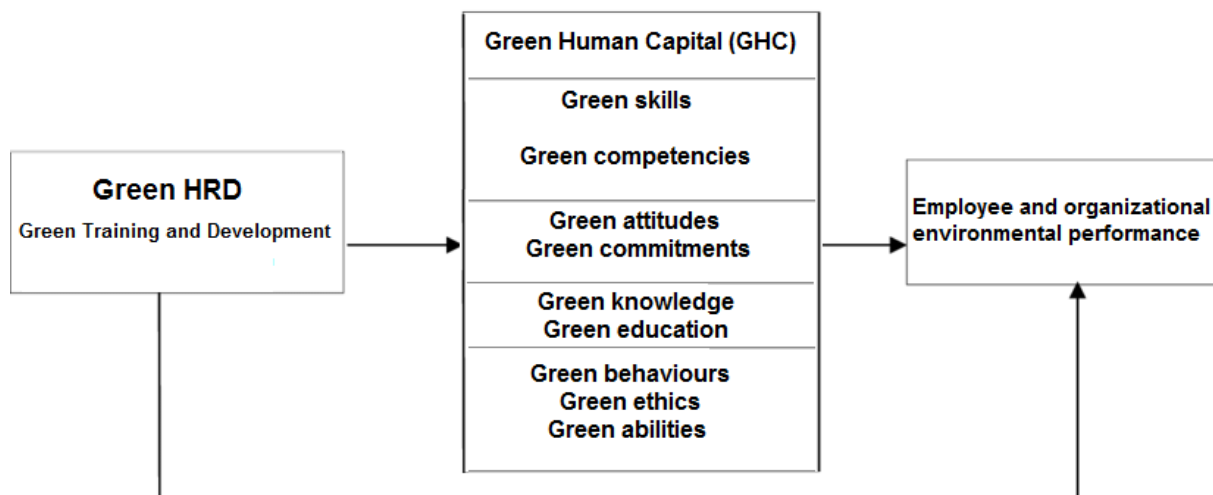 Green Human Capital (GHC)
Green skills
Green competencies
Green HRD
Green Training and Development
Green attitudes
Green commitments
Employee and organizational
environmental performance
Green knowledge
Green education
Green behaviours
Green ethics
Green abilities